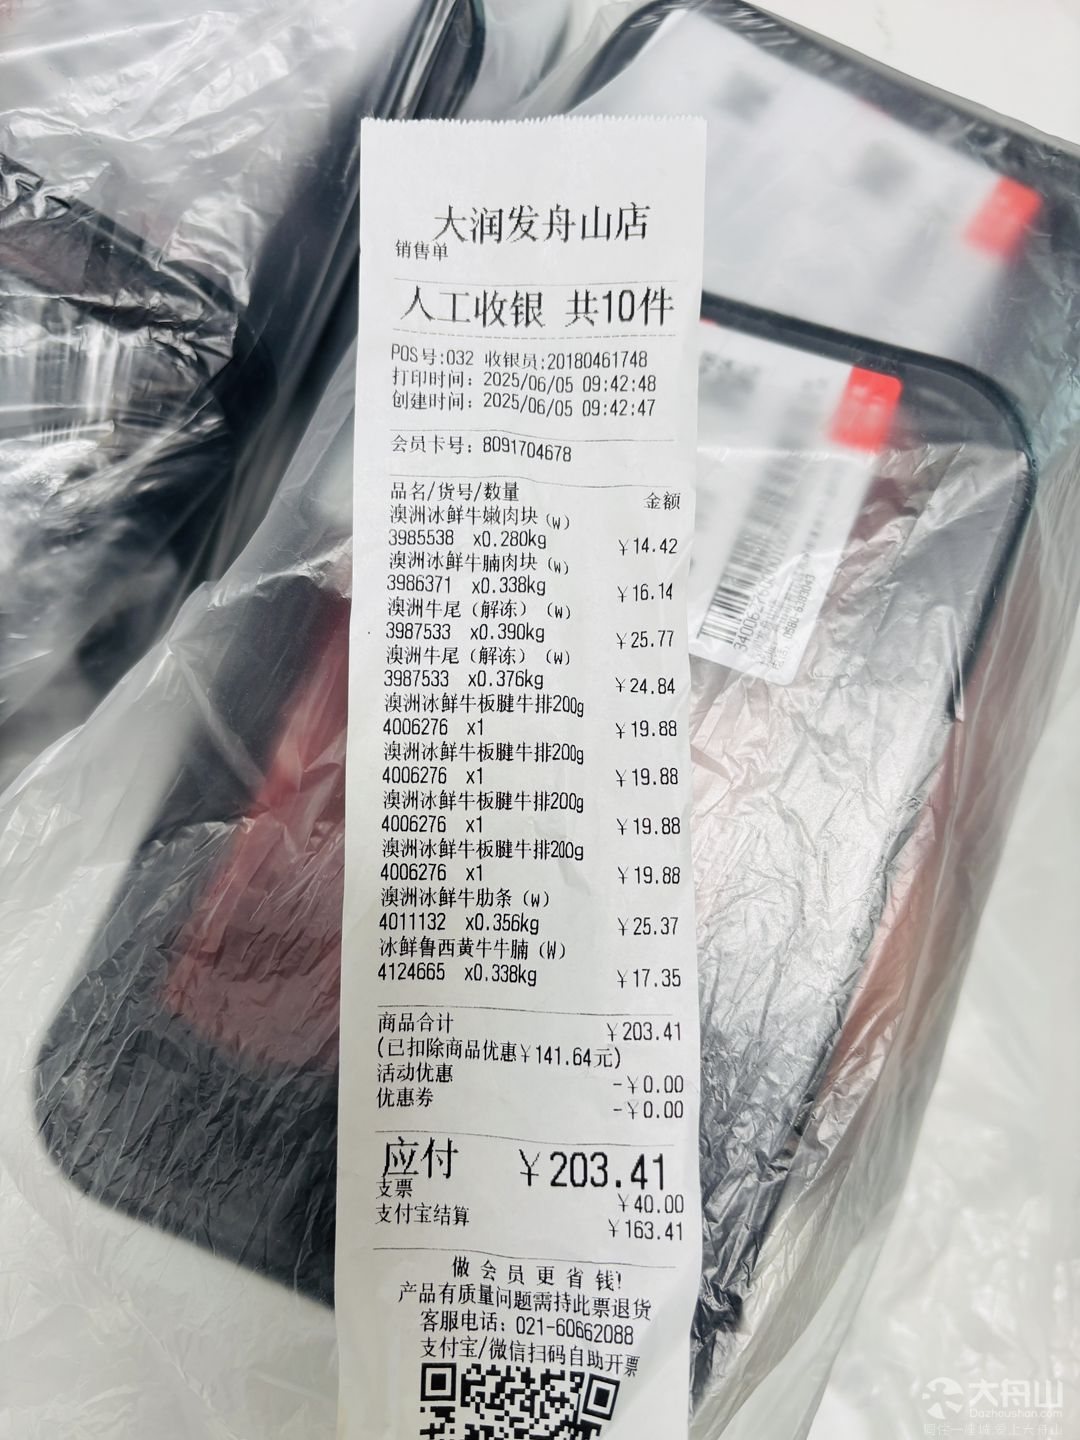 大润发舟山店
销售单
人工收银 共10件
POS号:032 收银员:20180461748
打印时间: 2025/06/05 09:42:48
创建时间: 2025/06/05 09:42:47
会员卡号: 8091704678
品名/货号/数量 金额
澳洲冰鲜牛嫩肉块(W)
3985538 x0.280kg ￥14.42
澳洲冰鲜牛腩肉块(W)
3986371 x0.338kg ￥16.14
澳洲牛尾（解冻）(W)
3987533 x0.390kg ￥25.77
澳洲牛尾（解冻）(W)
3987533 x0.376kg ￥24.84
澳洲冰鲜牛板腱牛排200g
4006276 x1 ￥19.88
澳洲冰鲜牛板腱牛排200g
4006276 x1 ￥19.88
澳洲冰鲜牛板腱牛排200g
4006276 x1 ￥19.88
澳洲冰鲜牛板腱牛排200g
4006276 x1 ￥19.88
澳洲冰鲜牛肋条(W)
4011132 x0.356kg ￥25.37
冰鲜鲁西黄牛牛腩(W)
4124665 x0.338kg ￥17.35
商品合计 ￥203.41
(已扣除商品优惠￥141.64元)
活动优惠 -￥0.00
优惠券 -￥0.00
应付 ￥203.41
支票 ￥40.00
支付宝结算 ￥163.41
做会员更省钱!
产品有质量问题需持此票退货
客服电话: 021-60662088
支付宝/微信扫码自助开票
大舟山
Dazhoushan.com